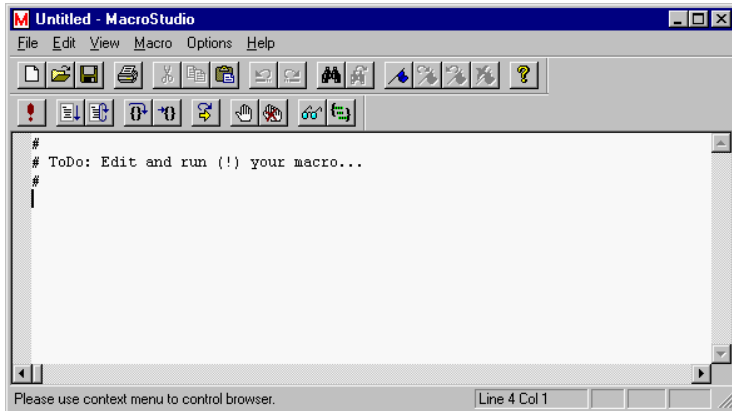 M Untitled - MacroStudio
File Edit View Macro Options Help
#
# ToDo: Edit and run (!) your macro...
#
Please use context menu to control browser. Line 4 Col 1